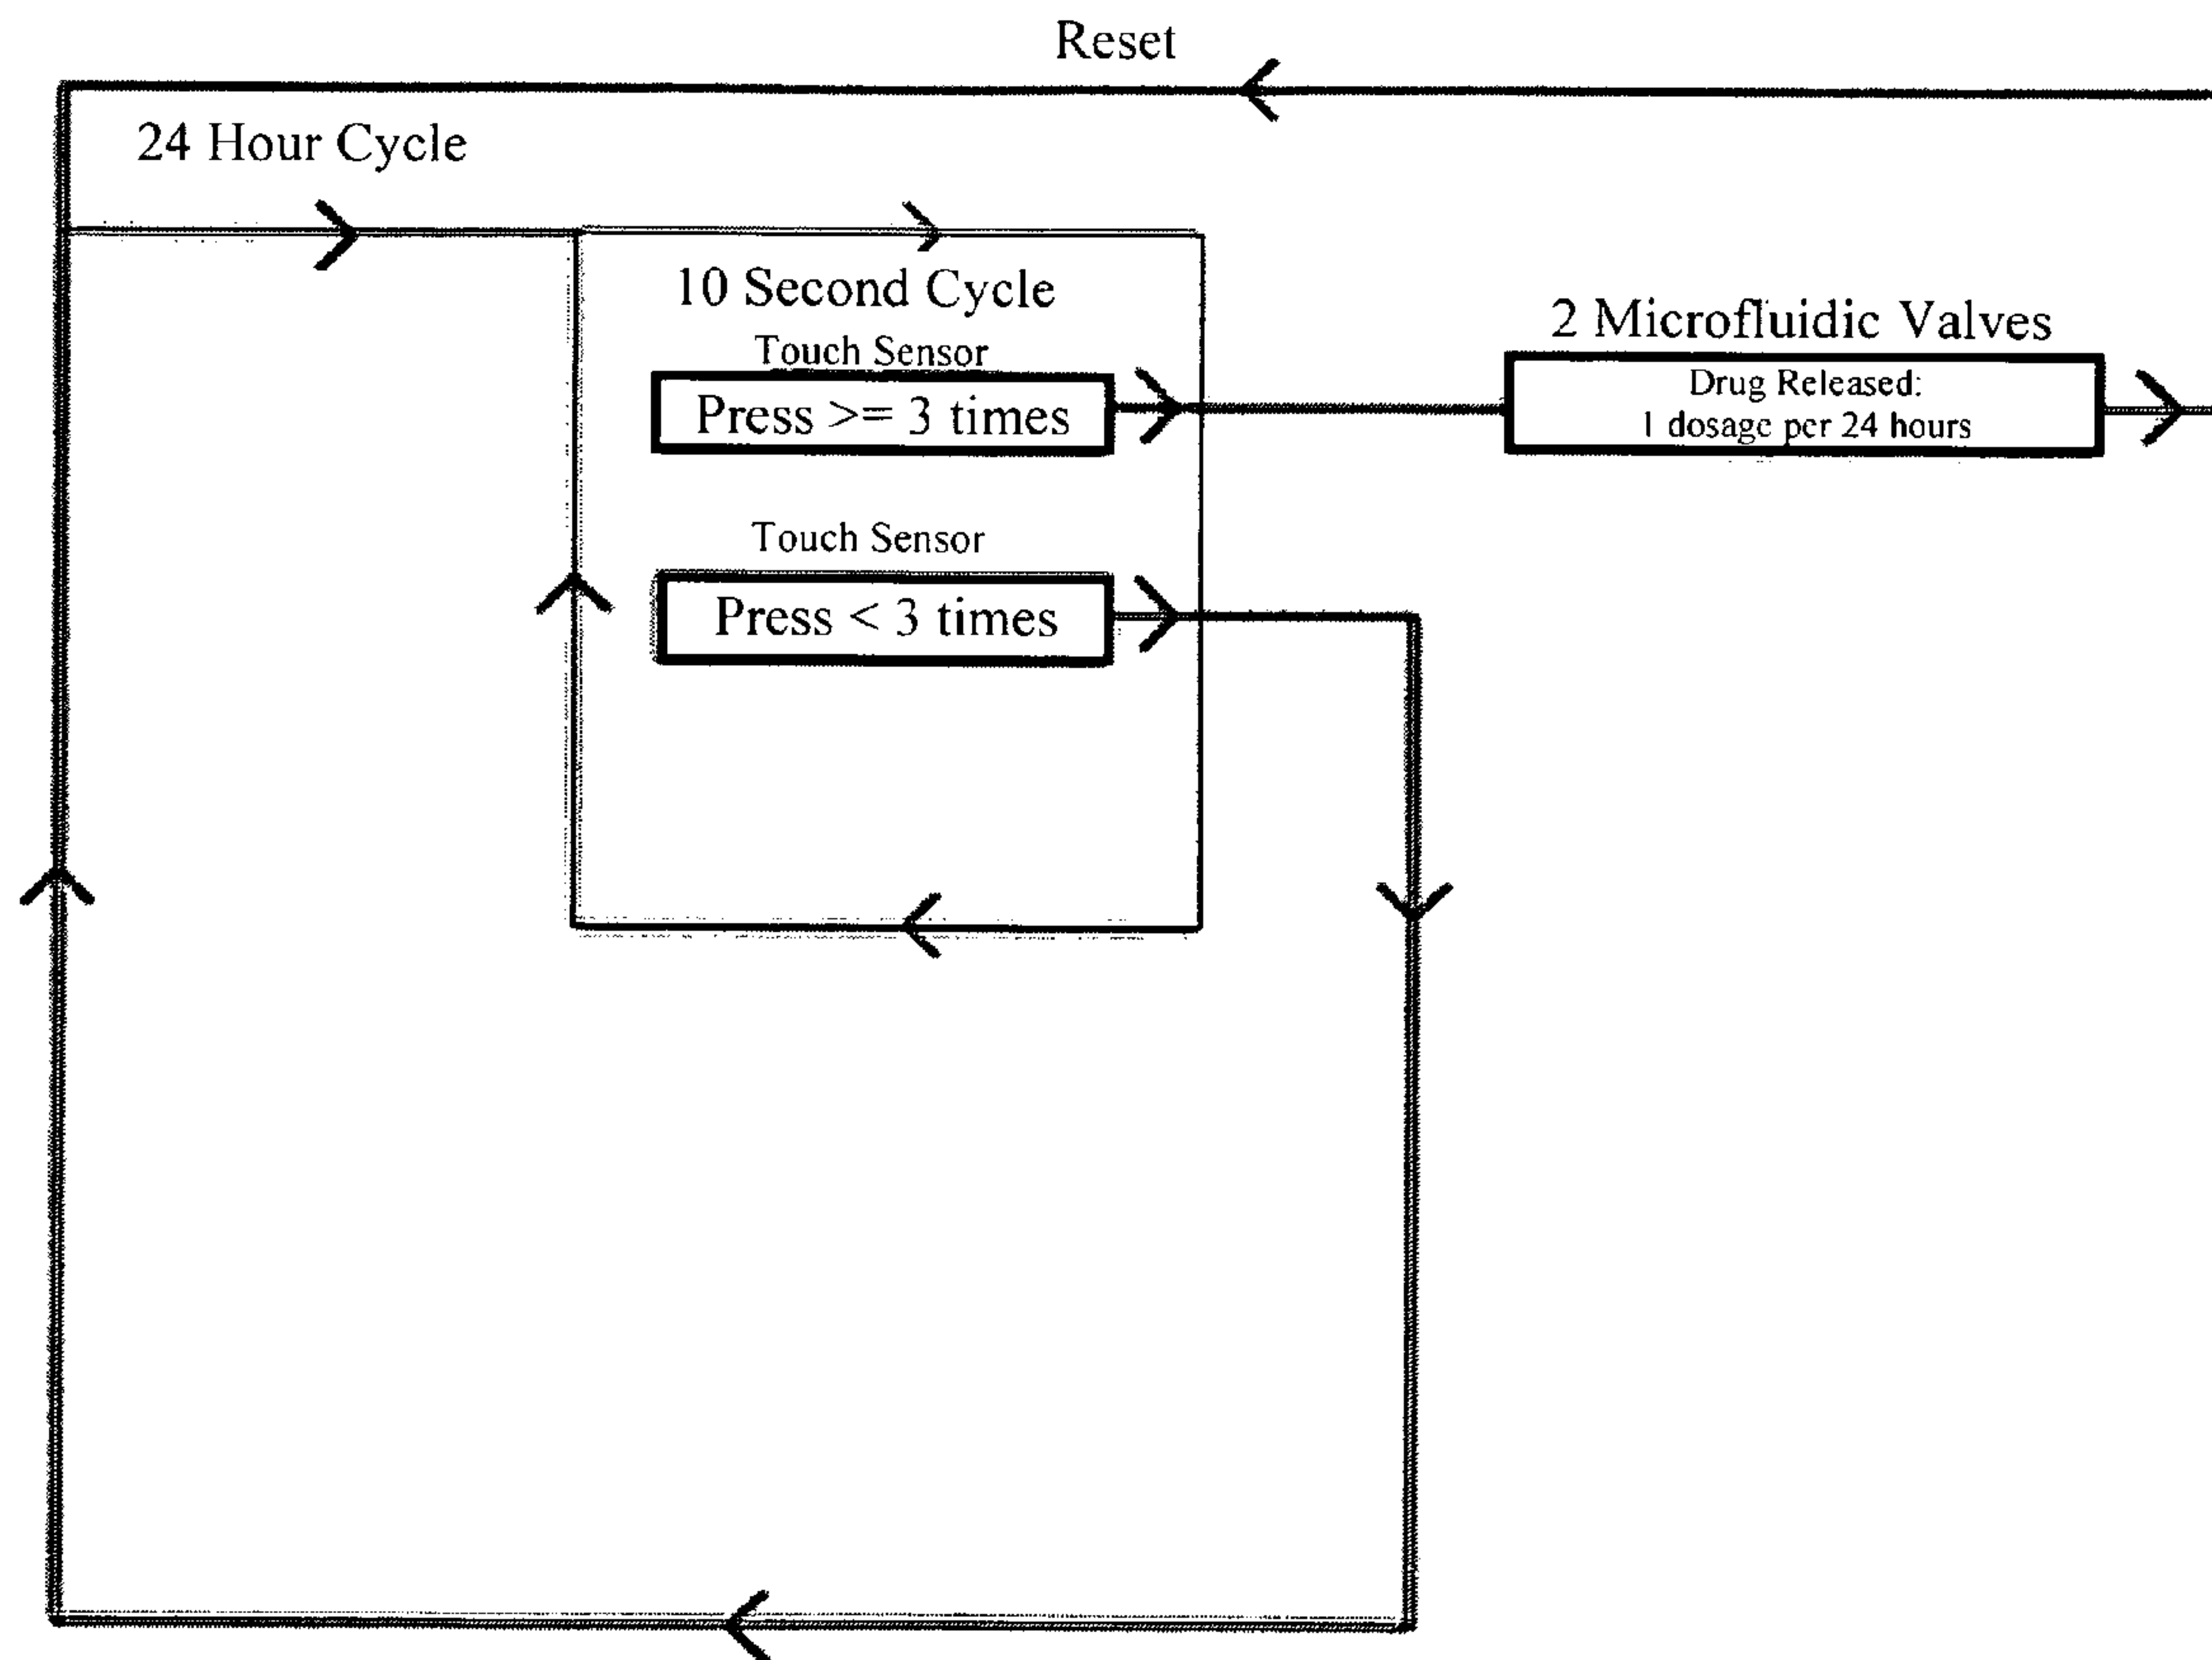 Reset
24 Hour Cycle
10 Second Cycle
Touch Sensor
Press >= 3 times
2 Microfluidic Valves
Drug Released:
1 dosage per 24 hours
Touch Sensor
Press < 3 times